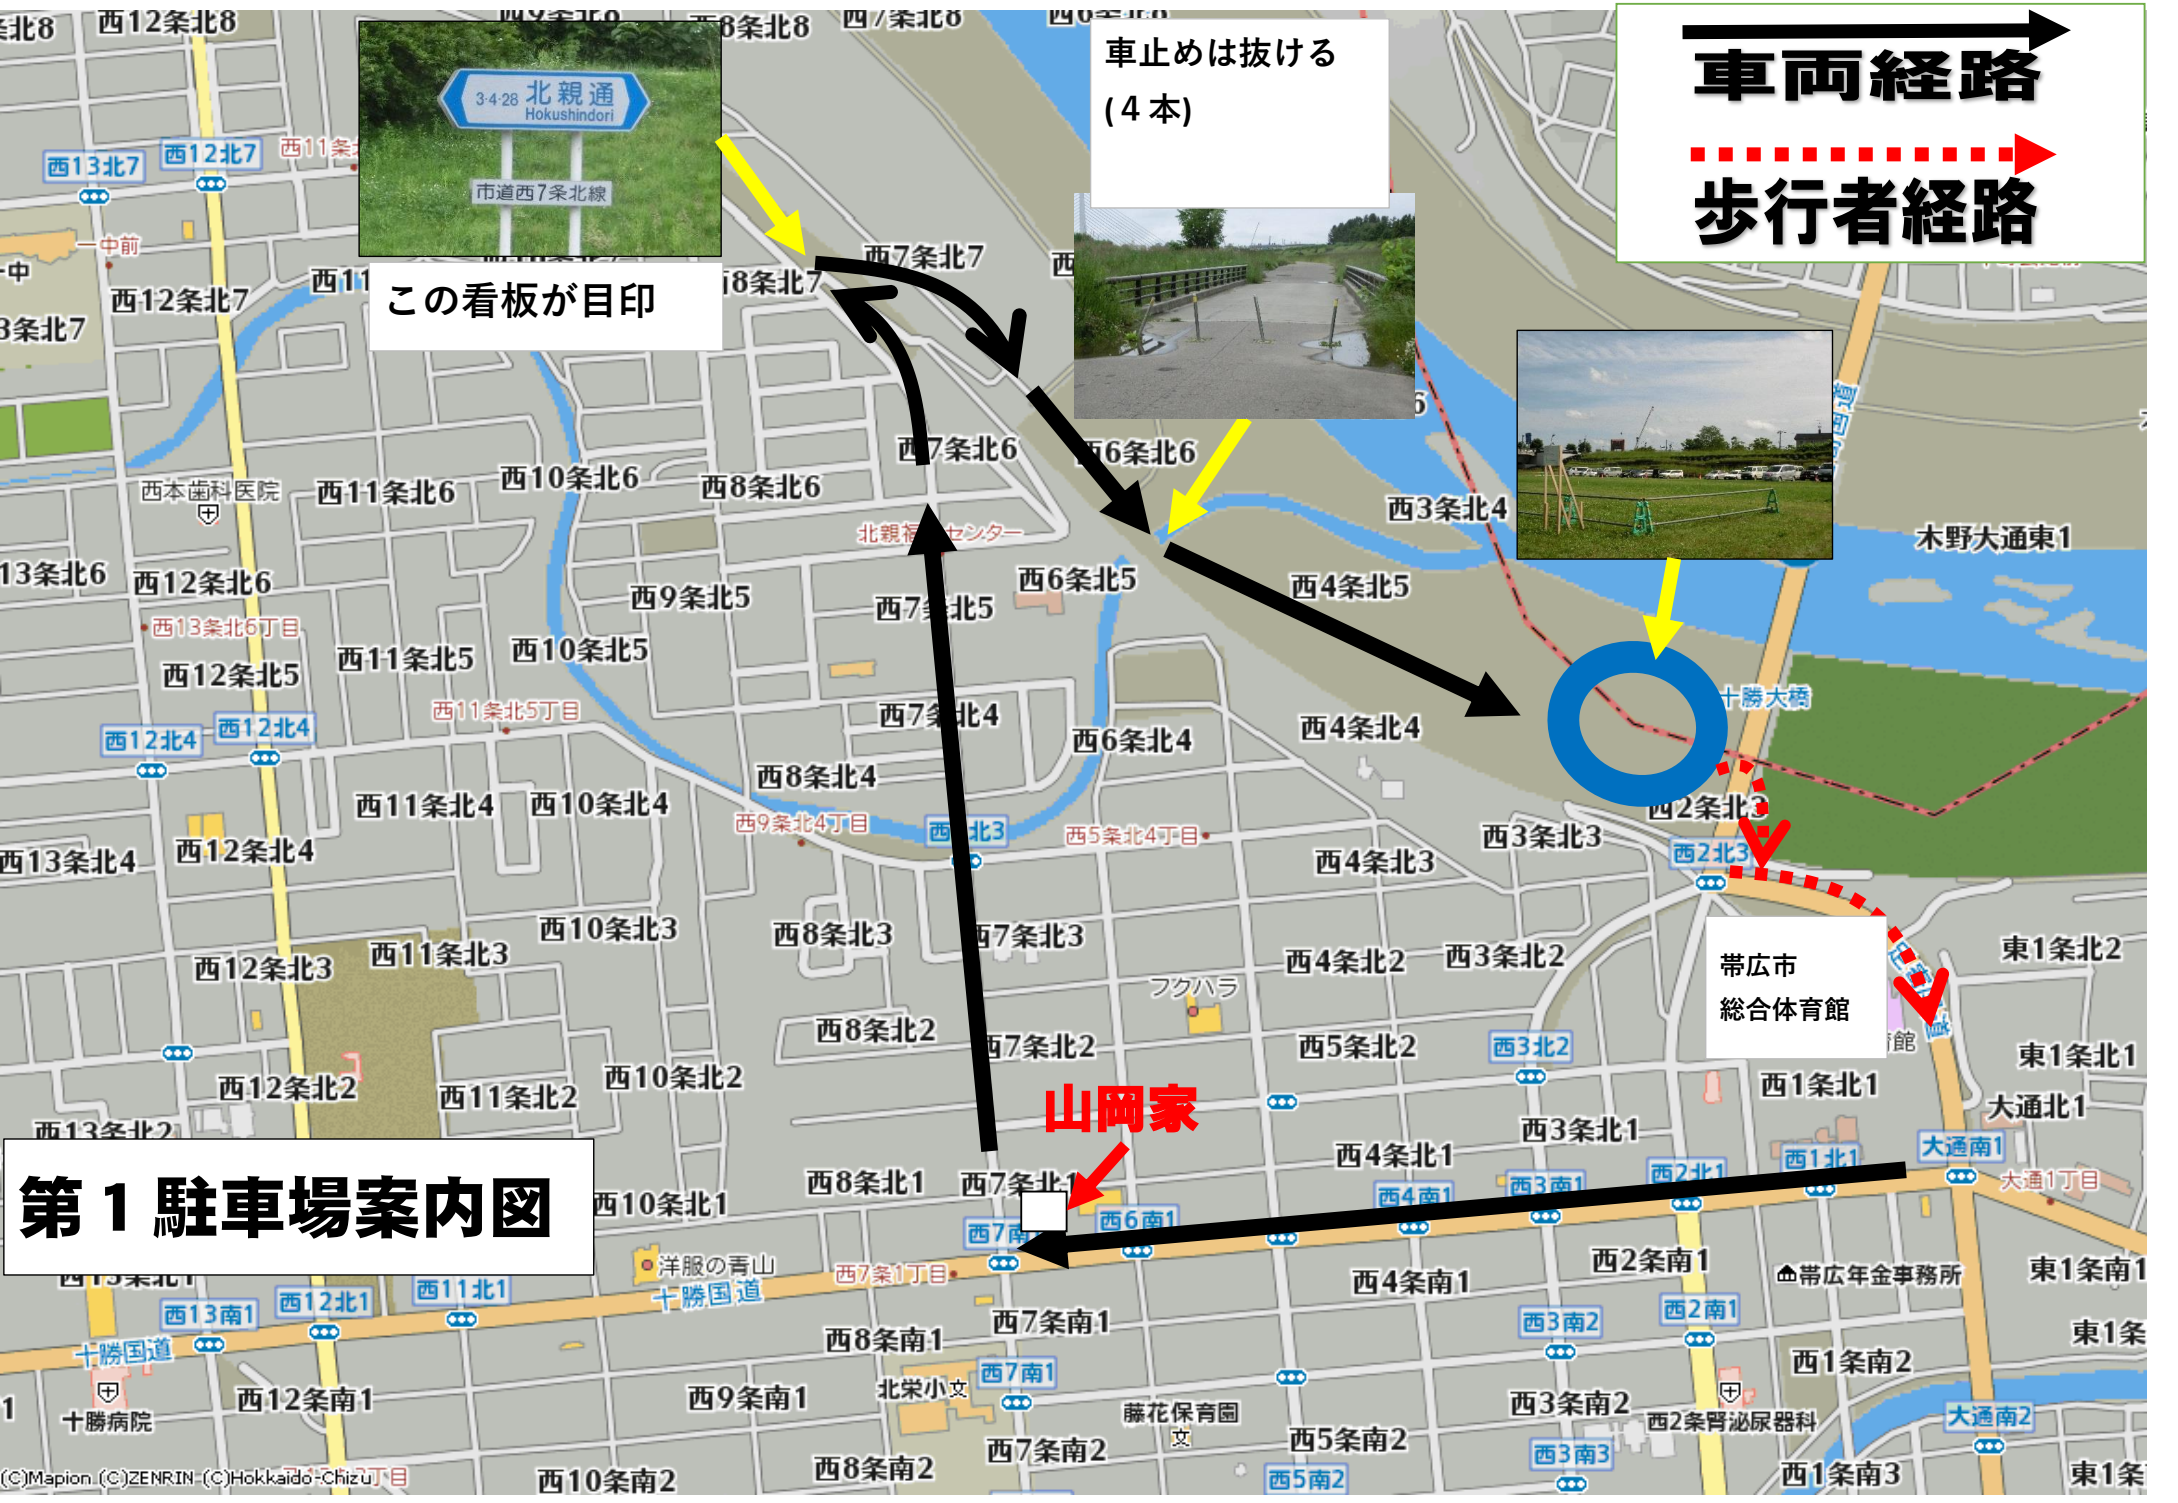 西12条北8
西7条北8
車両経路
歩行者経路
車止めは抜ける
(４本)
3・4・28 北親通
Hokushindori
市道西7条北線
この看板が目印
西13北7
西12北7
一中前
西12条北7
西7条北7
西7条北6
西6条北6
西本歯科医院
西11条北6
西10条北6
西8条北6
西3条北4
木野大通東1
西12条北6
西9条北5
西7条北5
西6条北5
西4条北5
西13条北6丁目
西12条北5
西11条北5
西10条北5
西11条北5丁目
西12北4
西12北4
西7条北4
西6条北4
西4条北4
十勝大橋
西8条北4
西11条北4
西10条北4
西9条北4丁目
西5条北4丁目
西2条北3
西3条北3
西2北3
西13条北4
西12条北4
西4条北3
西10条北3
西8条北3
西7条北3
西11条北3
西12条北3
西4条北2
西3条北2
東1条北2
帯広市
総合体育館
フクハラ
西8条北2
西7条北2
西5条北2
西3北2
東1条北1
西12条北2
西11条北2
西10条北2
西1条北1
大通北1
山岡家
西13条北2
西4条北1
西3条北1
大通南1
第１駐車場案内図
西10条北1
西8条北1
西7条北1
西6南1
西4南1
西3南1
西2北1
西1北1
大通1丁目
洋服の青山
十勝国道
西7条1丁目
西4条南1
西2条南1
帯広年金事務所
東1条南1
西13南1
西12北1
西11北1
十勝国道
西8条南1
西7条南1
西3南2
西2南1
西1条南2
十勝病院
西12条南1
西9条南1
北栄小
西7南1
藤花保育園
西3条南2
西2条腎泌尿器科
大通南2
西10条南2
西8条南2
西7条南2
西5条南2
西5南2
西3南3
西1条南3
(C)Mapion (C)ZENRIN (C)Hokkaido-Chizu